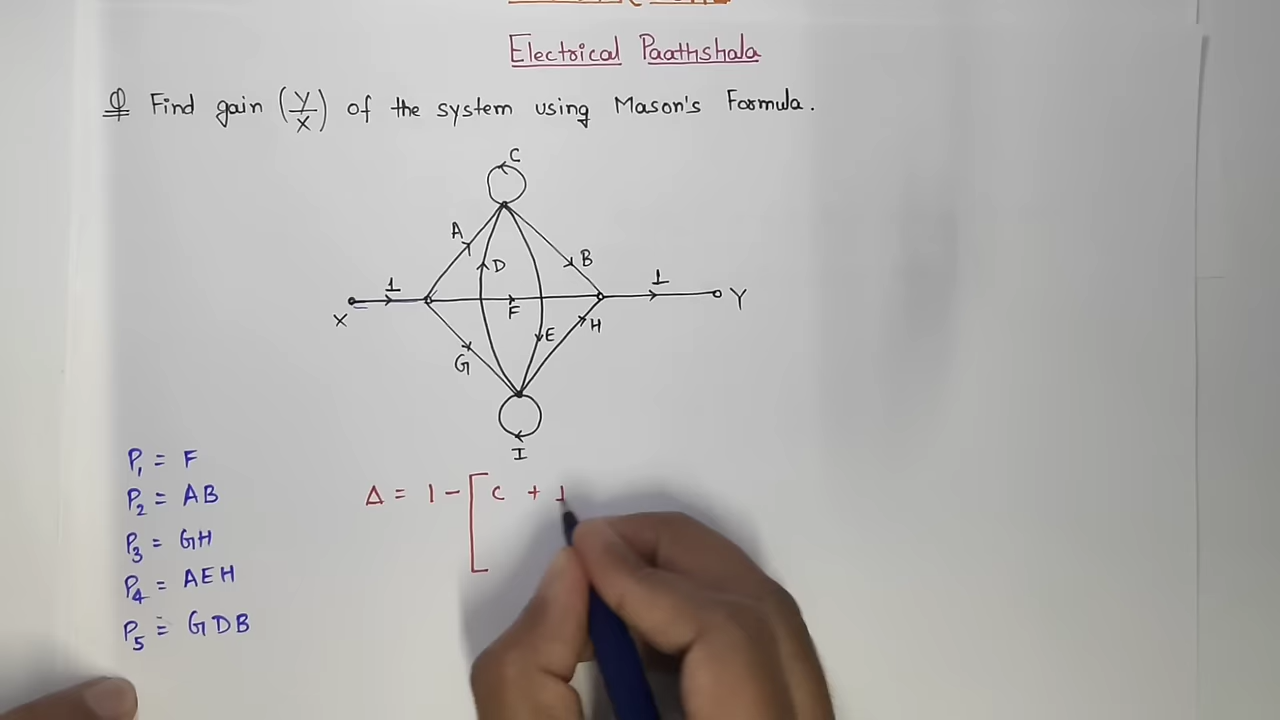 Electrical Paathshala
Q Find gain (Y/X) of the system using Mason's Formula.
C
A
B
D
1
1
F
X
Y
E
H
G
I
P1 = F
P2 = AB
P3 = GH
P4 = AEH
P5 = GDB
Δ = 1 - [ C +